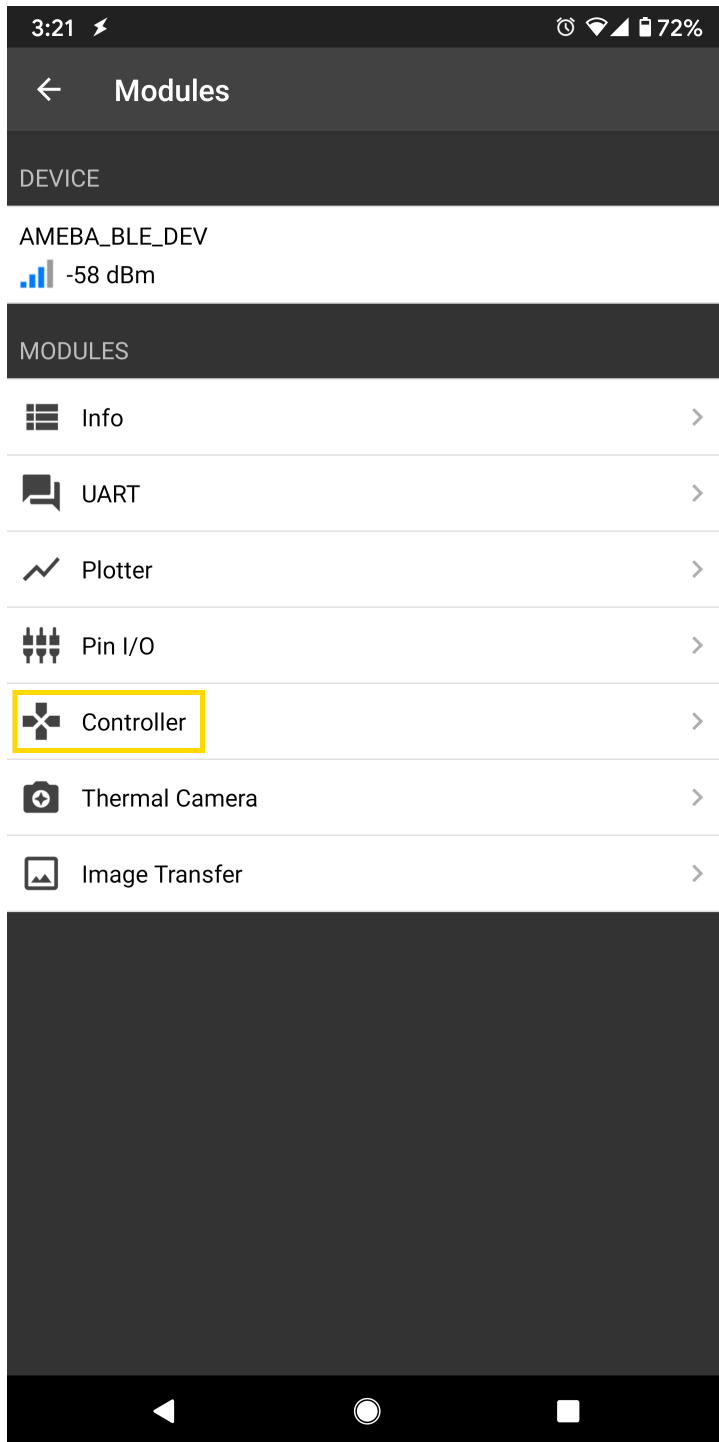 3:21 72%
Modules
DEVICE
AMEBA_BLE_DEV
-58 dBm
MODULES
Info
UART
Plotter
Pin I/O
Controller
Thermal Camera
Image Transfer